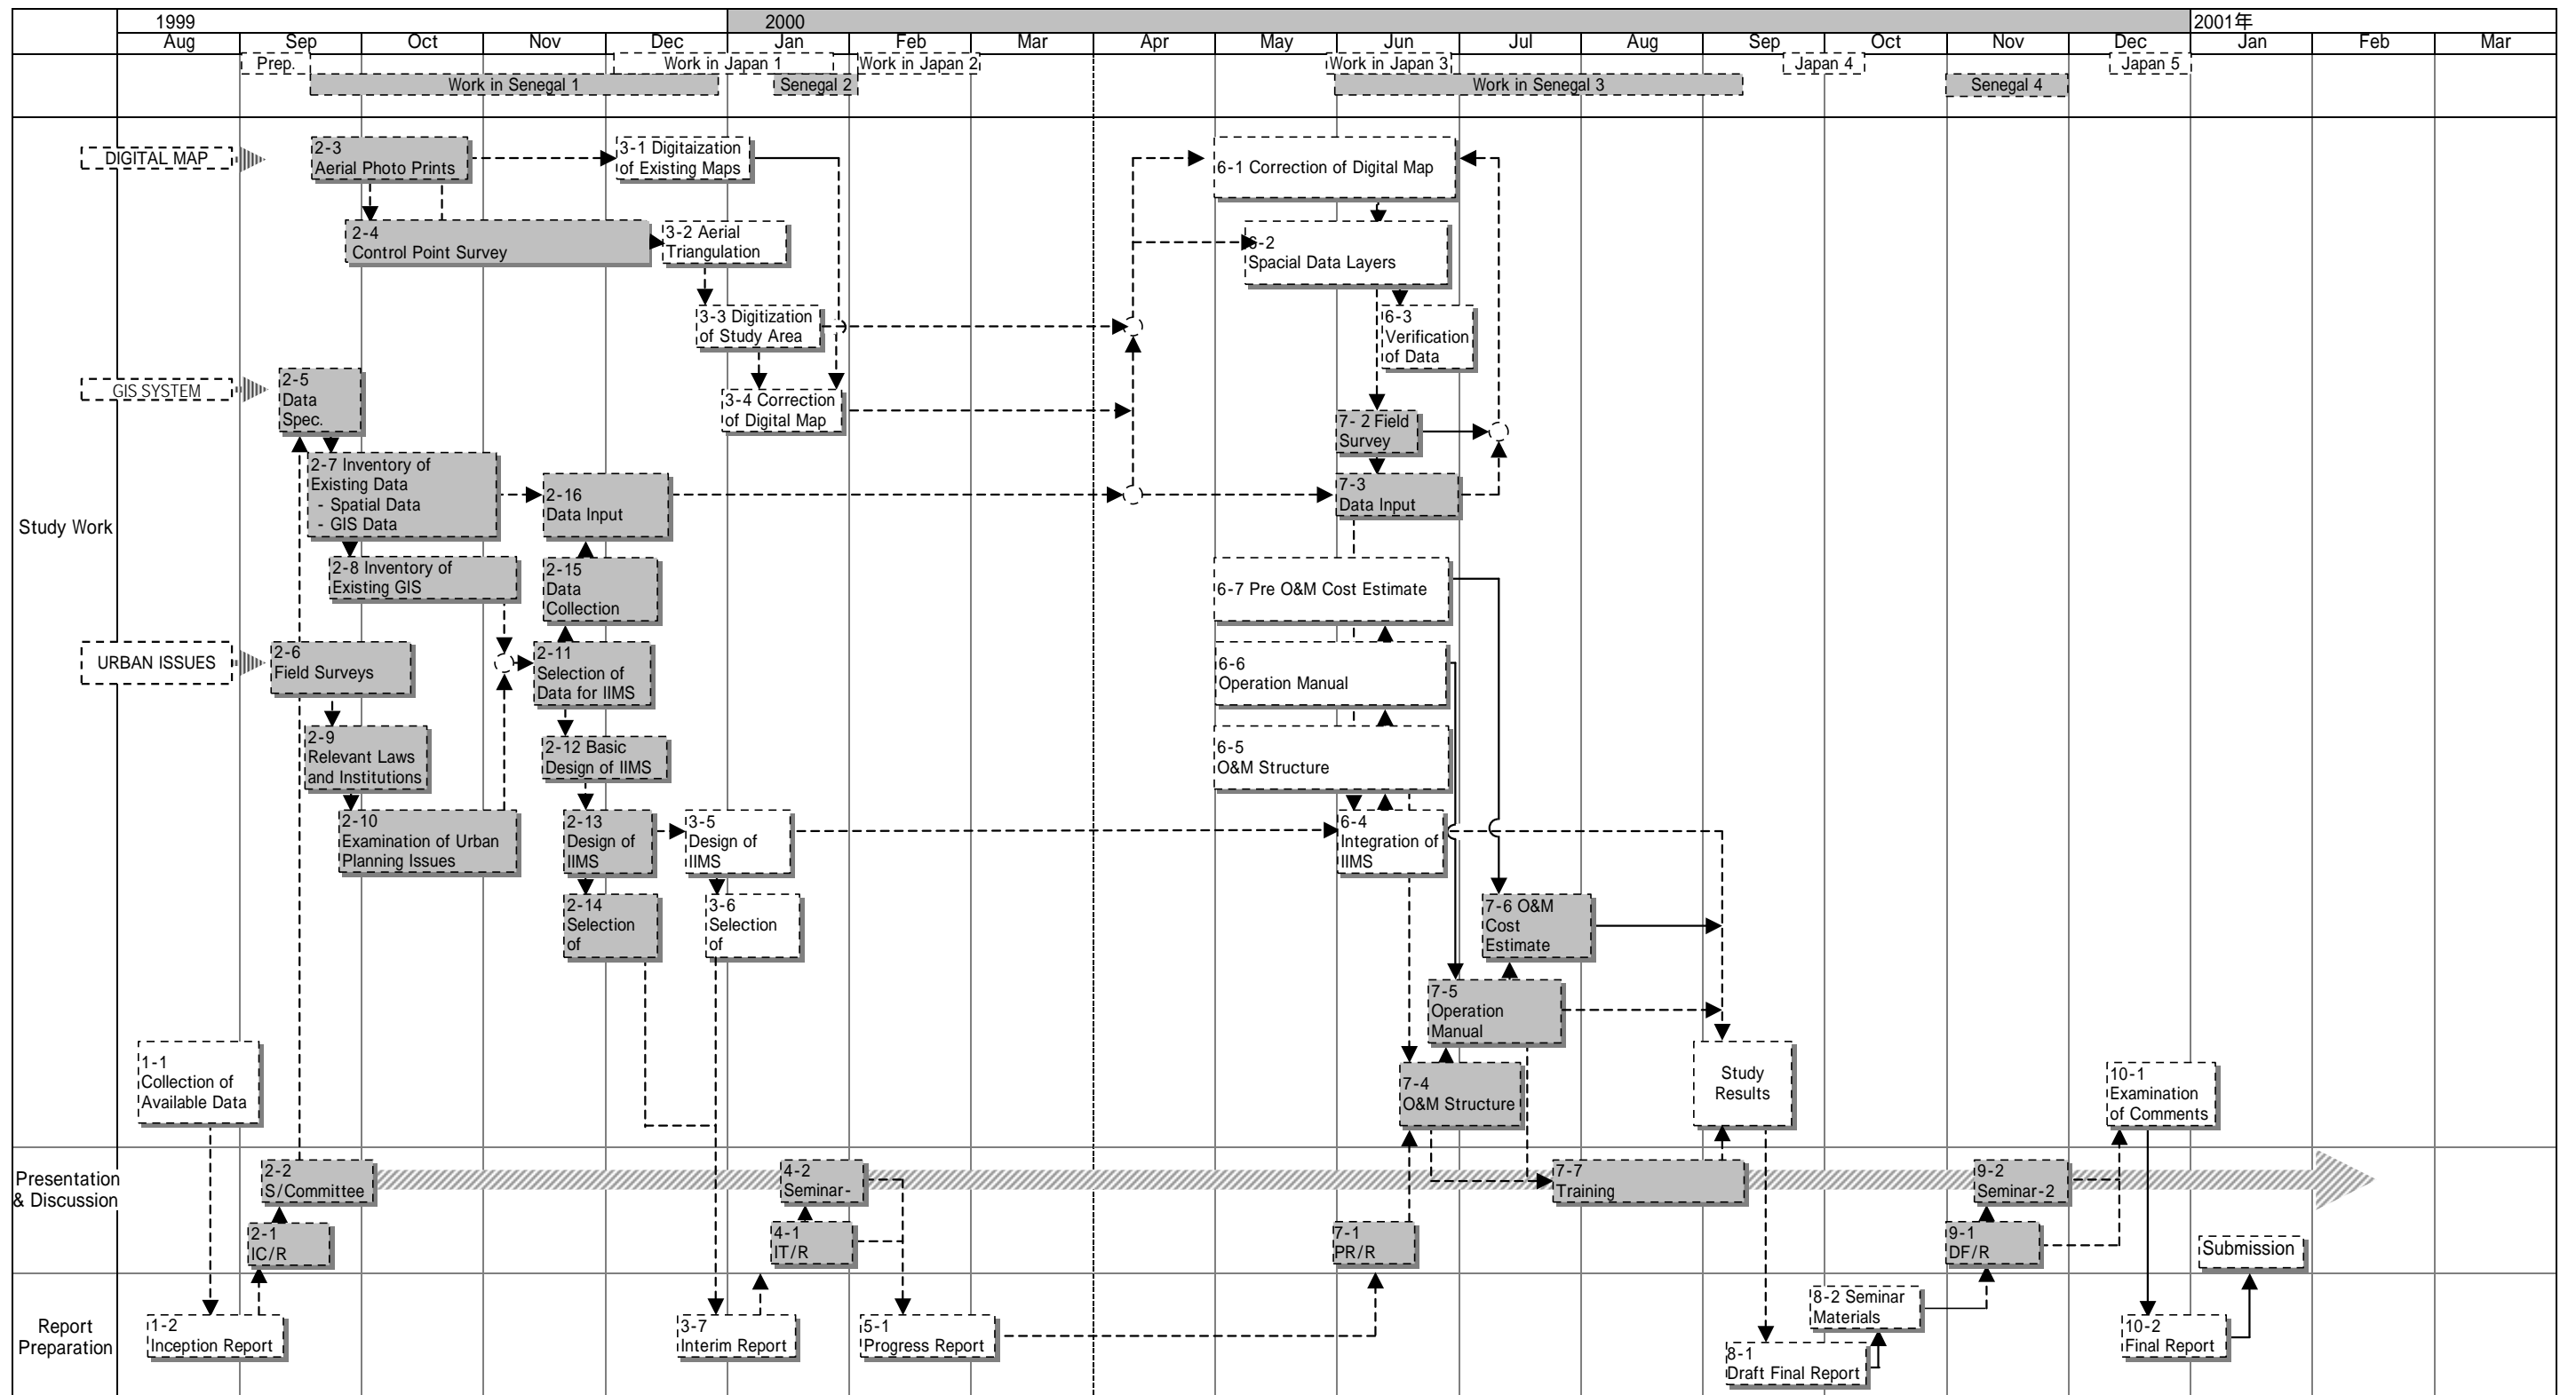 1999
2000
2001年
Aug
Sep
Oct
Nov
Dec
Jan
Feb
Mar
Apr
May
Jun
Jul
Aug
Sep
Oct
Nov
Dec
Jan
Feb
Mar
Prep.
Work in Japan 1
Work in Japan 2
Work in Japan 3
Japan 4
Japan 5
Work in Senegal 1
Senegal 2
Work in Senegal 3
Senegal 4
Study Work
DIGITAL MAP
2-3
Aerial Photo Prints
3-1 Digitaization
of Existing Maps
6-1 Correction of Digital Map
2-4
Control Point Survey
3-2 Aerial
Triangulation
6-2
Spacial Data Layers
3-3 Digitization
of Study Area
6-3
Verification
of Data
GIS SYSTEM
2-5
Data
Spec.
3-4 Correction
of Digital Map
7- 2 Field
Survey
2-7 Inventory of
Existing Data
- Spatial Data
- GIS Data
2-16
Data Input
7-3
Data Input
2-8 Inventory of
Existing GIS
2-15
Data
Collection
6-7 Pre O&M Cost Estimate
URBAN ISSUES
2-6
Field Surveys
2-11
Selection of
Data for IIMS
6-6
Operation Manual
2-9
Relevant Laws
and Institutions
2-12 Basic
Design of IIMS
6-5
O&M Structure
2-10
Examination of Urban
Planning Issues
2-13
Design of
IIMS
3-5
Design of
IIMS
6-4
Integration of
IIMS
2-14
Selection
of
3-6
Selection
of
7-6 O&M
Cost
Estimate
7-5
Operation
Manual
1-1
Collection of
Available Data
7-4
O&M Structure
Study
Results
10-1
Examination
of Comments
Presentation
& Discussion
2-2
S/Committee
4-2
Seminar-
7-7
Training
9-2
Seminar-2
2-1
IC/R
4-1
IT/R
7-1
PR/R
9-1
DF/R
Submission
Report
Preparation
1-2
Inception Report
3-7
Interim Report
5-1
Progress Report
8-2 Seminar
Materials
8-1
Draft Final Report
10-2
Final Report